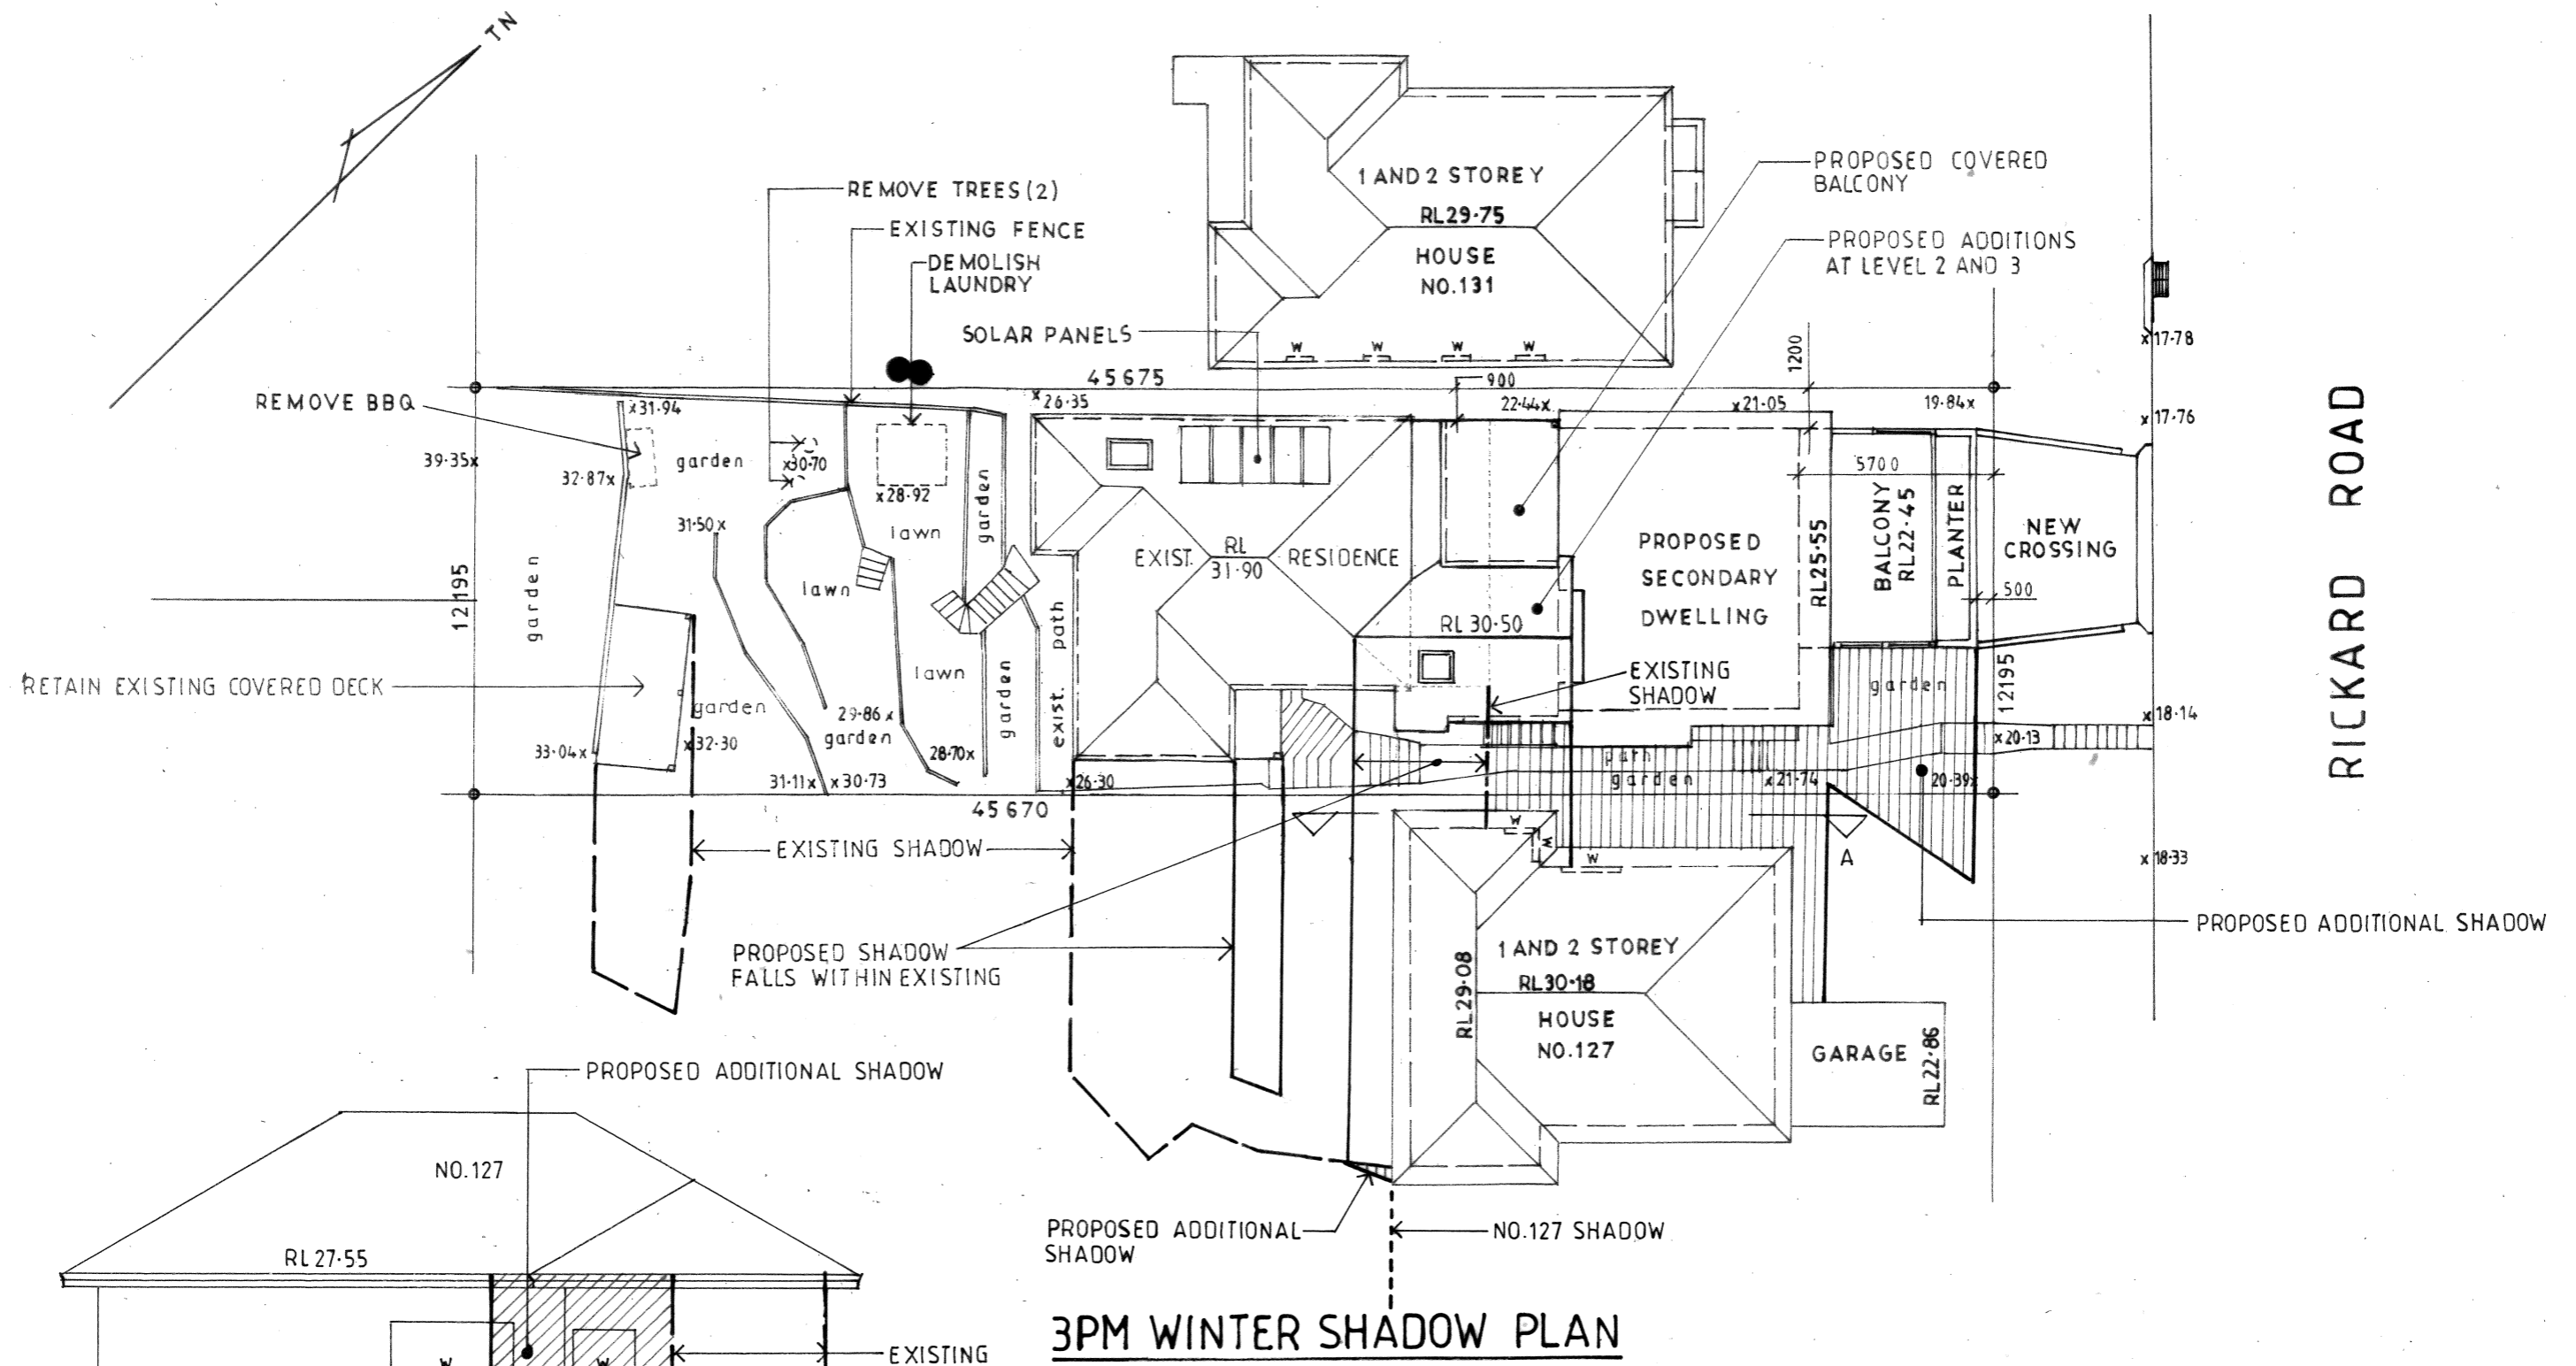 TN
REMOVE TREES (2)
EXISTING FENCE
DEMOLISH
LAUNDRY
SOLAR PANELS
REMOVE BBQ
1 AND 2 STOREY
RL29·75
HOUSE
NO.131
W
W
W
W
PROPOSED COVERED
BALCONY
PROPOSED ADDITIONS
AT LEVEL 2 AND 3
x17·78
x17·76
RICKARD ROAD
45675
900
1200
x31·94
x26·35
22·44x
x21·05
19·84x
39·35x
32·87x
garden
x30·70
x28·92
lawn
garden
31·50x
lawn
garden
12195
EXIST. RL RESIDENCE
31·90
5700
BALCONY
RL22·45
PLANTER
NEW
CROSSING
500
PROPOSED
SECONDARY
DWELLING
RL25·55
RL 30·50
EXISTING
SHADOW
RETAIN EXISTING COVERED DECK
garden
lawn
garden
exist. path
29·86x
garden
28·70x
33·04x
x32·30
31·11x
x30·73
x26·30
45670
garden
12195
x18·14
x20·13
path
garden
x21·74
20·39x
x18·33
EXISTING SHADOW
W
W
W
A
PROPOSED SHADOW
FALLS WITHIN EXISTING
1 AND 2 STOREY
RL30·18
RL29·08
HOUSE
NO.127
GARAGE
RL22·86
PROPOSED ADDITIONAL SHADOW
PROPOSED ADDITIONAL SHADOW
NO.127
RL27·55
PROPOSED ADDITIONAL
SHADOW
NO.127 SHADOW
W
W
EXISTING
3PM WINTER SHADOW PLAN